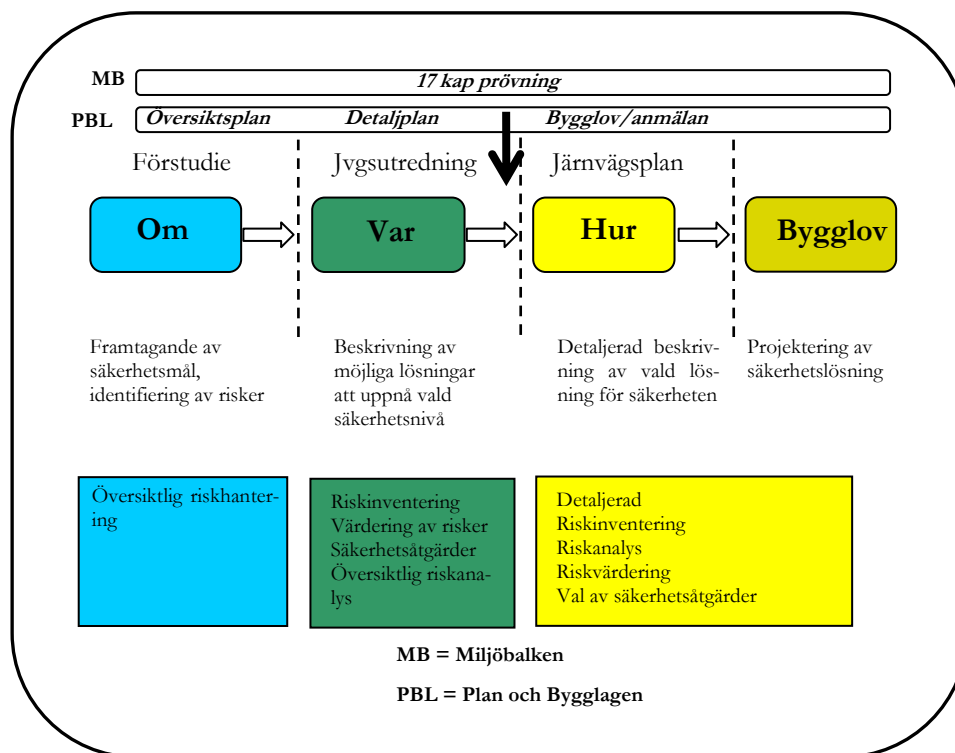 MB 17 kap prövning
PBL Översiktsplan Detaljplan Bygglov/anmälan
Förstudie Jvgsutredning Järnvägsplan
Om Var Hur Bygglov
Framtagande av
säkerhetsmål,
identifiering av risker
Beskrivning av
möjliga lösningar
att uppnå vald
säkerhetsnivå
Detaljerad beskriv-
ning av vald lös-
ning för säkerheten
Projektering av
säkerhetslösning
Översiktlig riskhanter-
ing
Riskinventering
Värdering av risker
Säkerhetsåtgärder
Översiktlig riskana-
lys
Detaljerad
Riskinventering
Riskanalys
Riskvärdering
Val av säkerhetsåtgärder
MB = Miljöbalken
PBL = Plan och Bygglagen